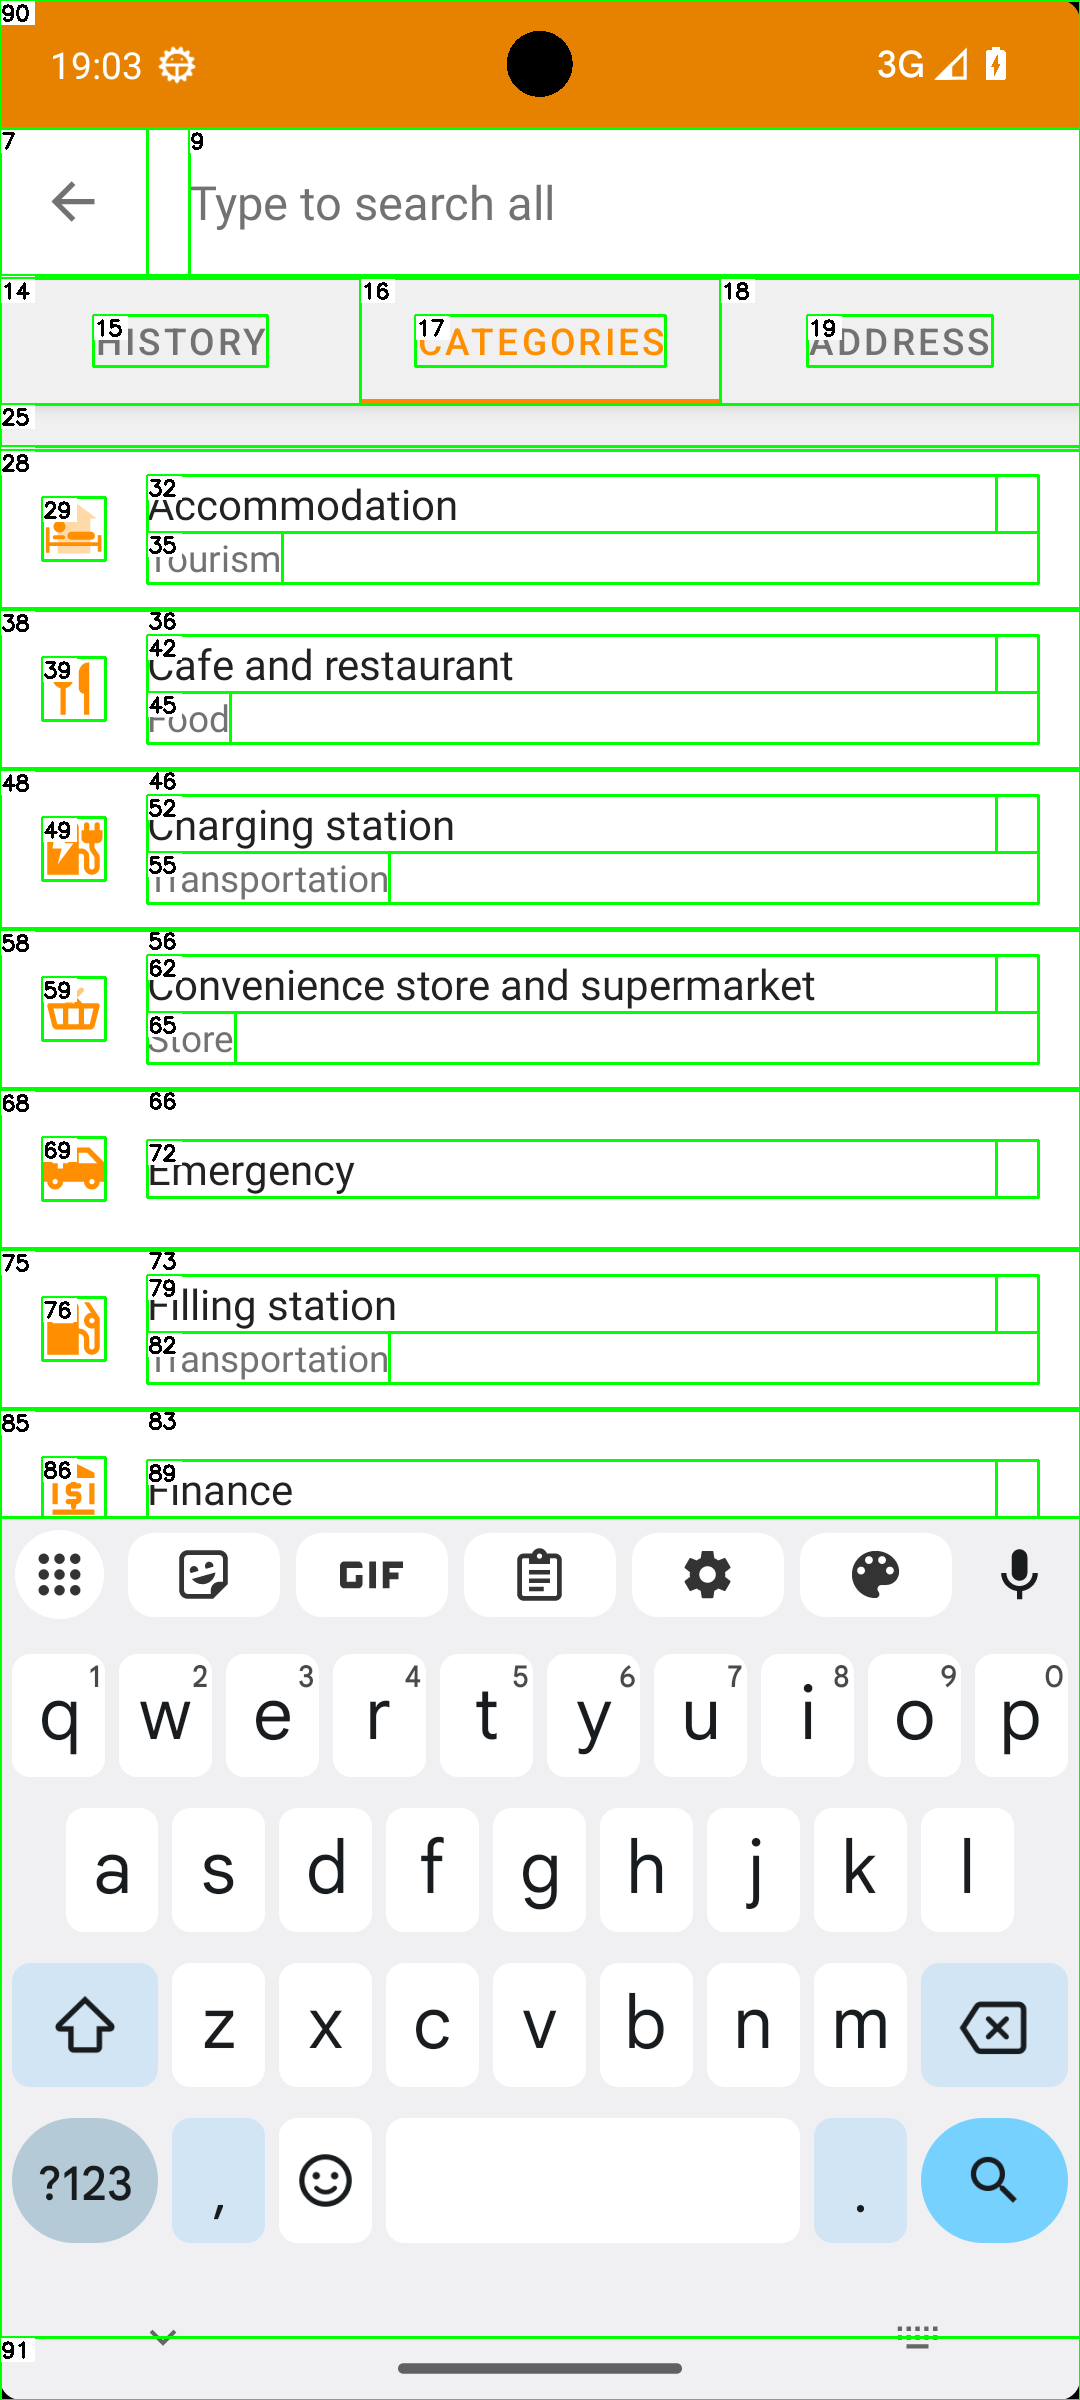 90
19:03
3G
7
9
Type to search all
14
16
18
15
HISTORY
17
CATEGORIES
19
ADDRESS
25
28
29
32
Accommodation
35
Tourism
38
36
39
42
Cafe and restaurant
45
Food
48
46
49
52
Charging station
55
Transportation
58
56
59
62
Convenience store and supermarket
65
Store
68
66
69
72
Emergency
75
73
76
79
Filling station
82
Transportation
85
83
86
89
Finance
GIF
q 1 w 2 e 3 r 4 t 5 y 6 u 7 i 8 o 9 p 0
a s d f g h j k l
z x c v b n m
?123 , .
91